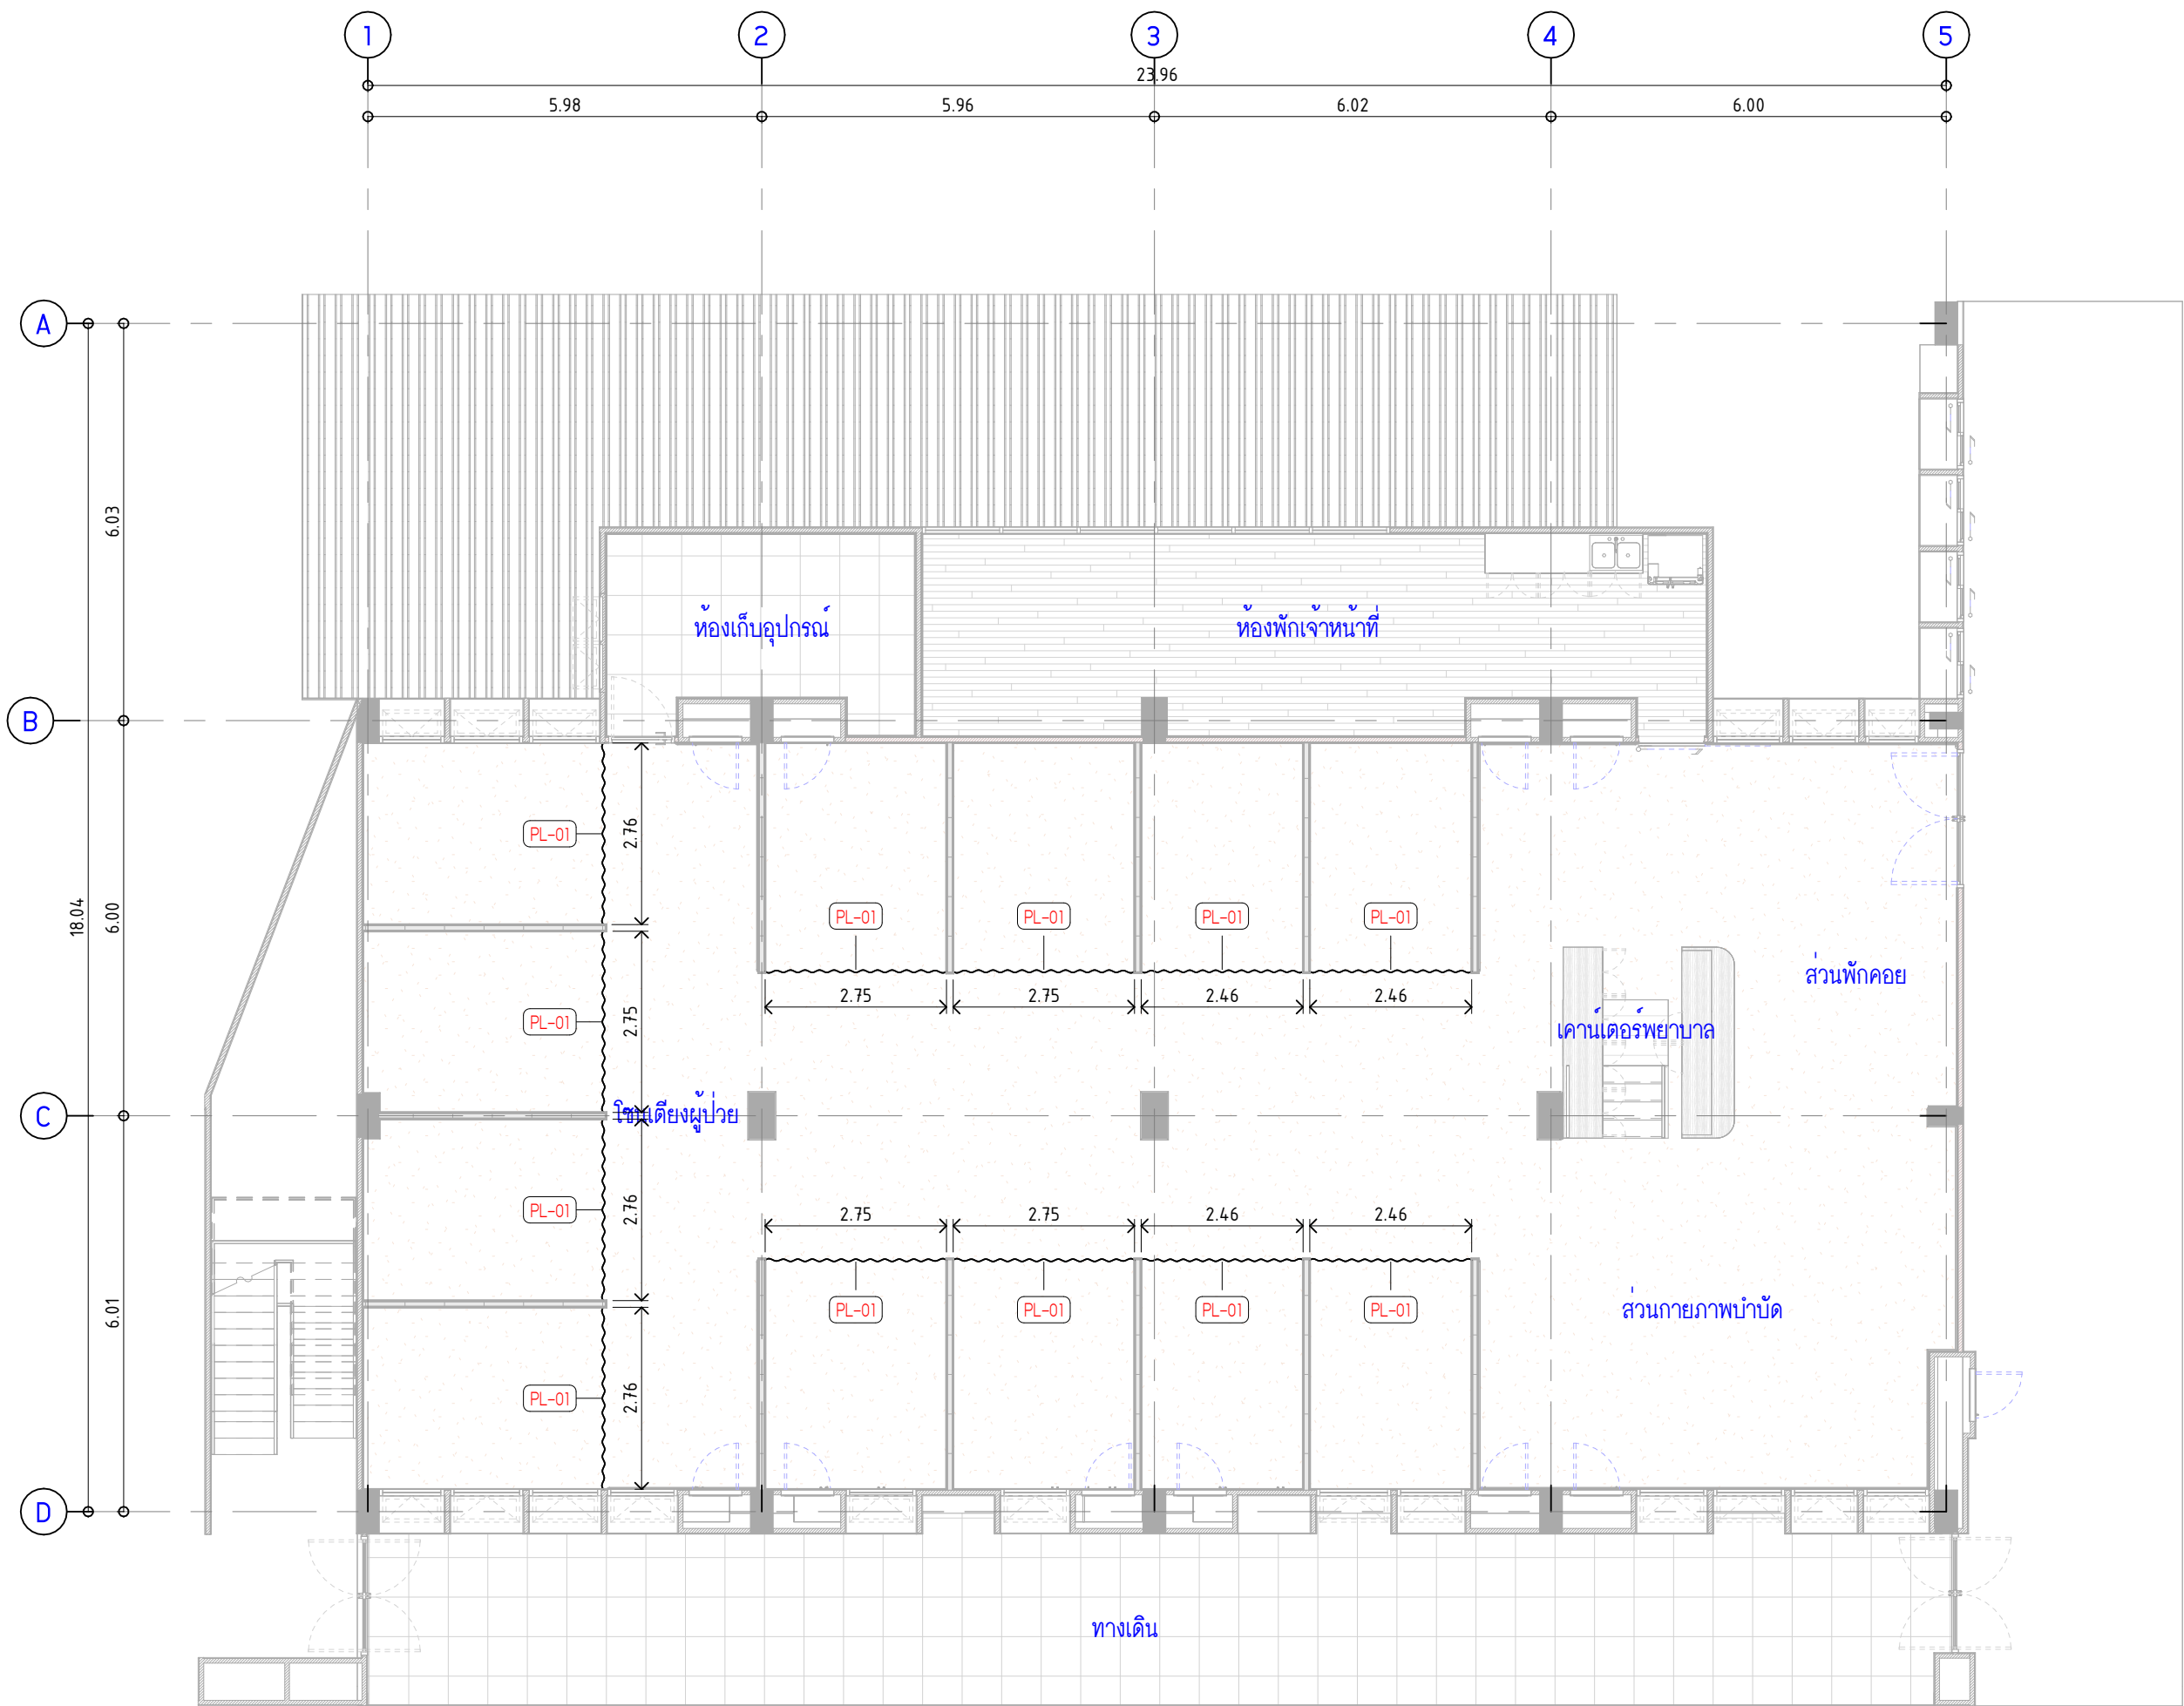 1 2 3 4 5
23.96
5.98 5.96 6.02 6.00
A
6.03
ห้องเก็บอุปกรณ์ ห้องพักเจ้าหน้าที่
B
PL-01 2.76
18.04 6.00
PL-01 PL-01 PL-01 PL-01
ส่วนพักคอย
2.75 2.75 2.46 2.46
PL-01 2.75
เคาน์เตอร์พยาบาล
C
โซนเตียงผู้ป่วย
PL-01 2.76
2.75 2.75 2.46 2.46
6.01
PL-01 PL-01 PL-01 PL-01
ส่วนกายภาพบำบัด
PL-01 2.76
D
ทางเดิน